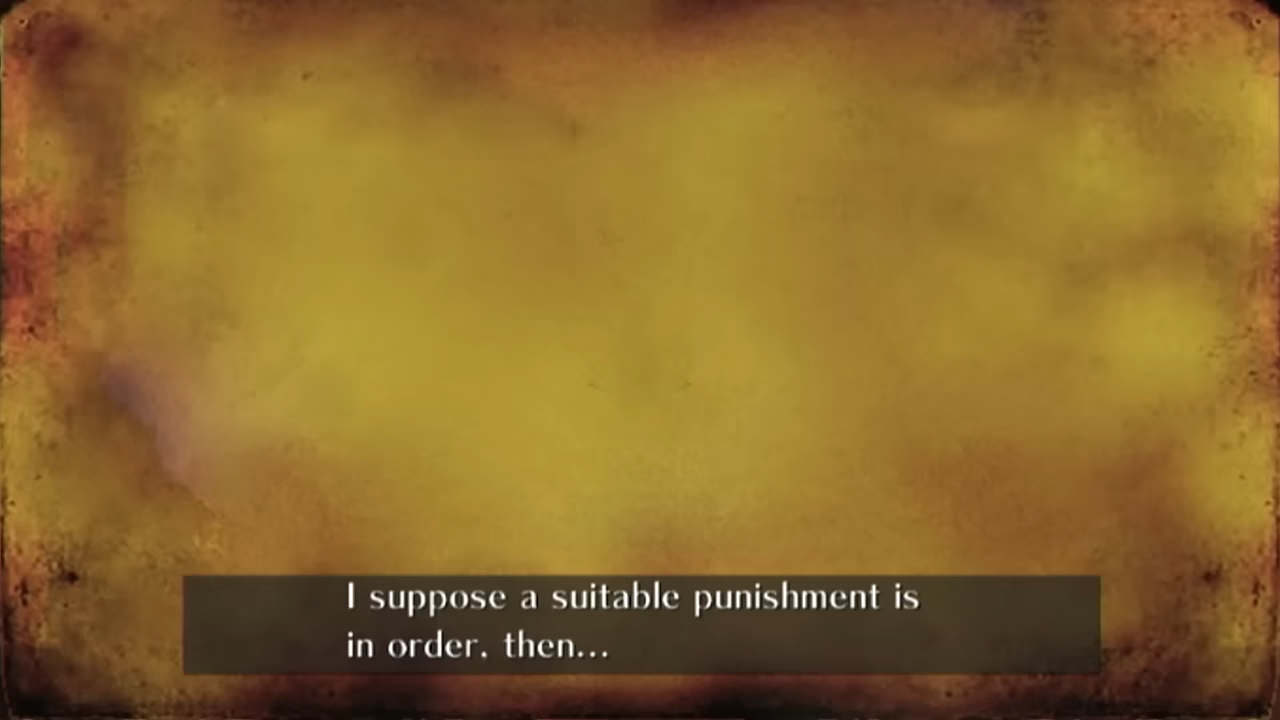 I suppose a suitable punishment is
in order, then...